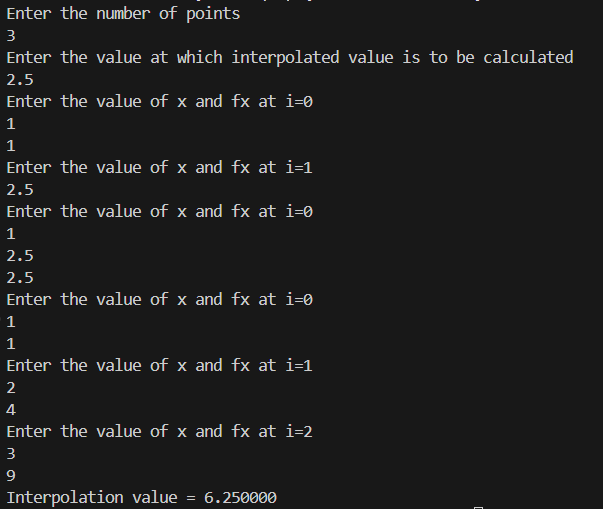 Enter the number of points
3
Enter the value at which interpolated value is to be calculated
2.5
Enter the value of x and fx at i=0
1
1
Enter the value of x and fx at i=1
2.5
Enter the value of x and fx at i=0
1
2.5
2.5
Enter the value of x and fx at i=0
1
1
Enter the value of x and fx at i=1
2
4
Enter the value of x and fx at i=2
3
9
Interpolation value = 6.250000